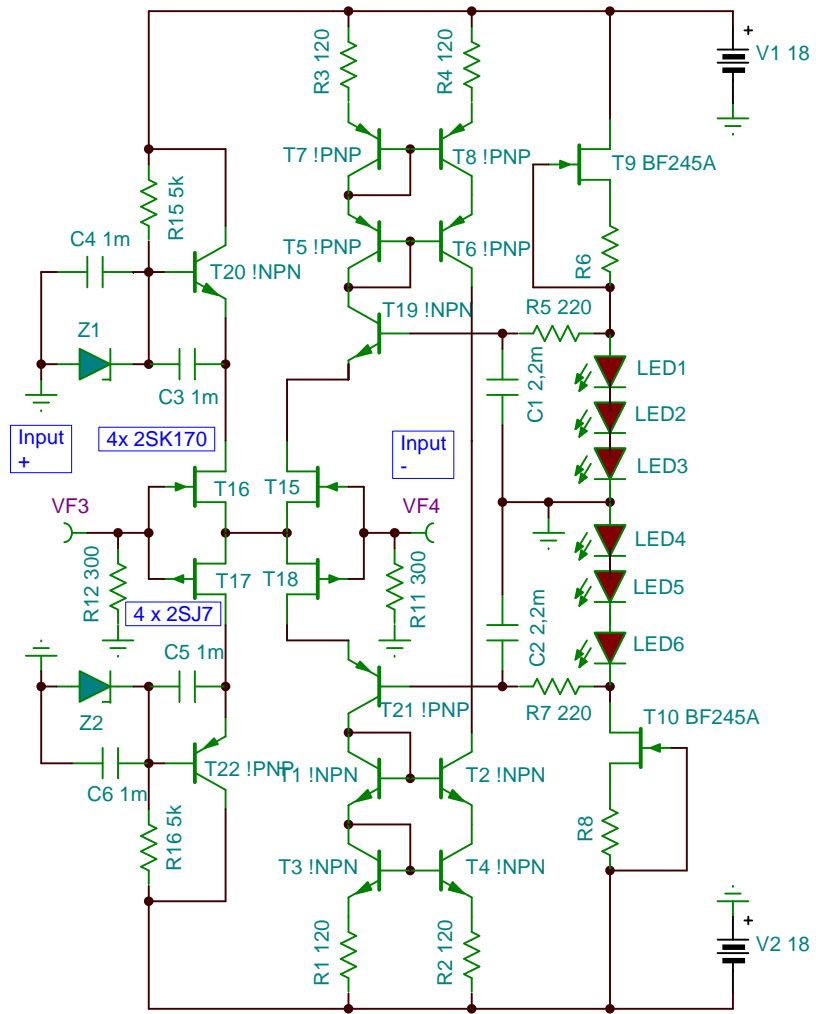 R3 120
R4 120
+
V1 18
T7 !PNP
T8 !PNP
T9 BF245A
R15 5k
C4 1m
T5 !PNP
T6 !PNP
R6
T20 !NPN
T19 !NPN
R5 220
Z1
C3 1m
C1 2,2m
LED1
LED2
LED3
Input
+
4x 2SK170
Input
-
T16
T15
VF3
VF4
LED4
R12 300
T17
T18
R11 300
LED5
4 x 2SJ7
C2 2,2m
LED6
C5 1m
Z2
T21 !PNP
R7 220
T10 BF245A
T22 !PNP
T1 !NPN
T2 !NPN
C6 1m
R16 5k
R8
T3 !NPN
T4 !NPN
R1 120
R2 120
+
V2 18